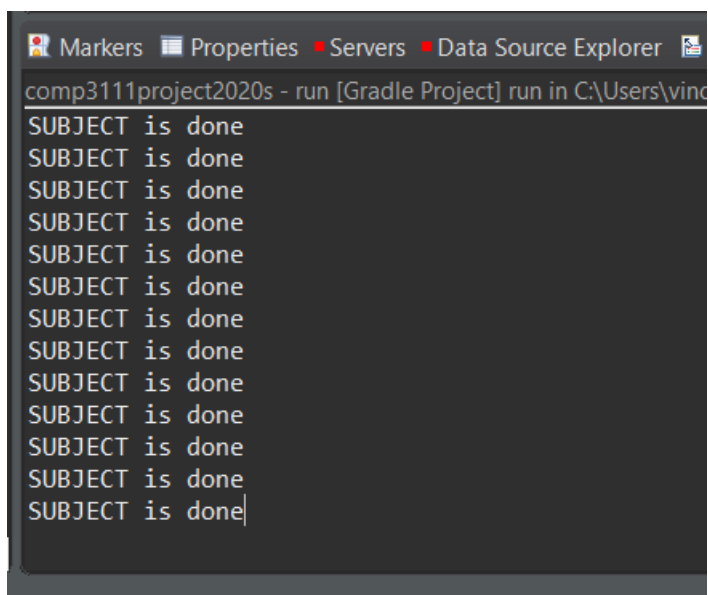 Markers Properties Servers Data Source Explorer
comp3111project2020s - run [Gradle Project] run in C:\Users\vinc
SUBJECT is done
SUBJECT is done
SUBJECT is done
SUBJECT is done
SUBJECT is done
SUBJECT is done
SUBJECT is done
SUBJECT is done
SUBJECT is done
SUBJECT is done
SUBJECT is done
SUBJECT is done
SUBJECT is done